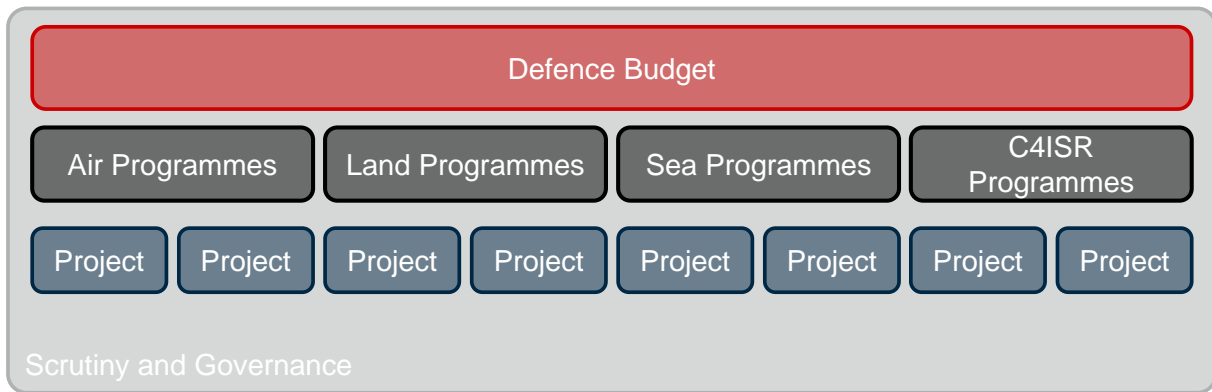 Defence Budget
Air Programmes
Land Programmes
Sea Programmes
C4ISR
Programmes
Project
Project
Project
Project
Project
Project
Project
Project
Scrutiny and Governance